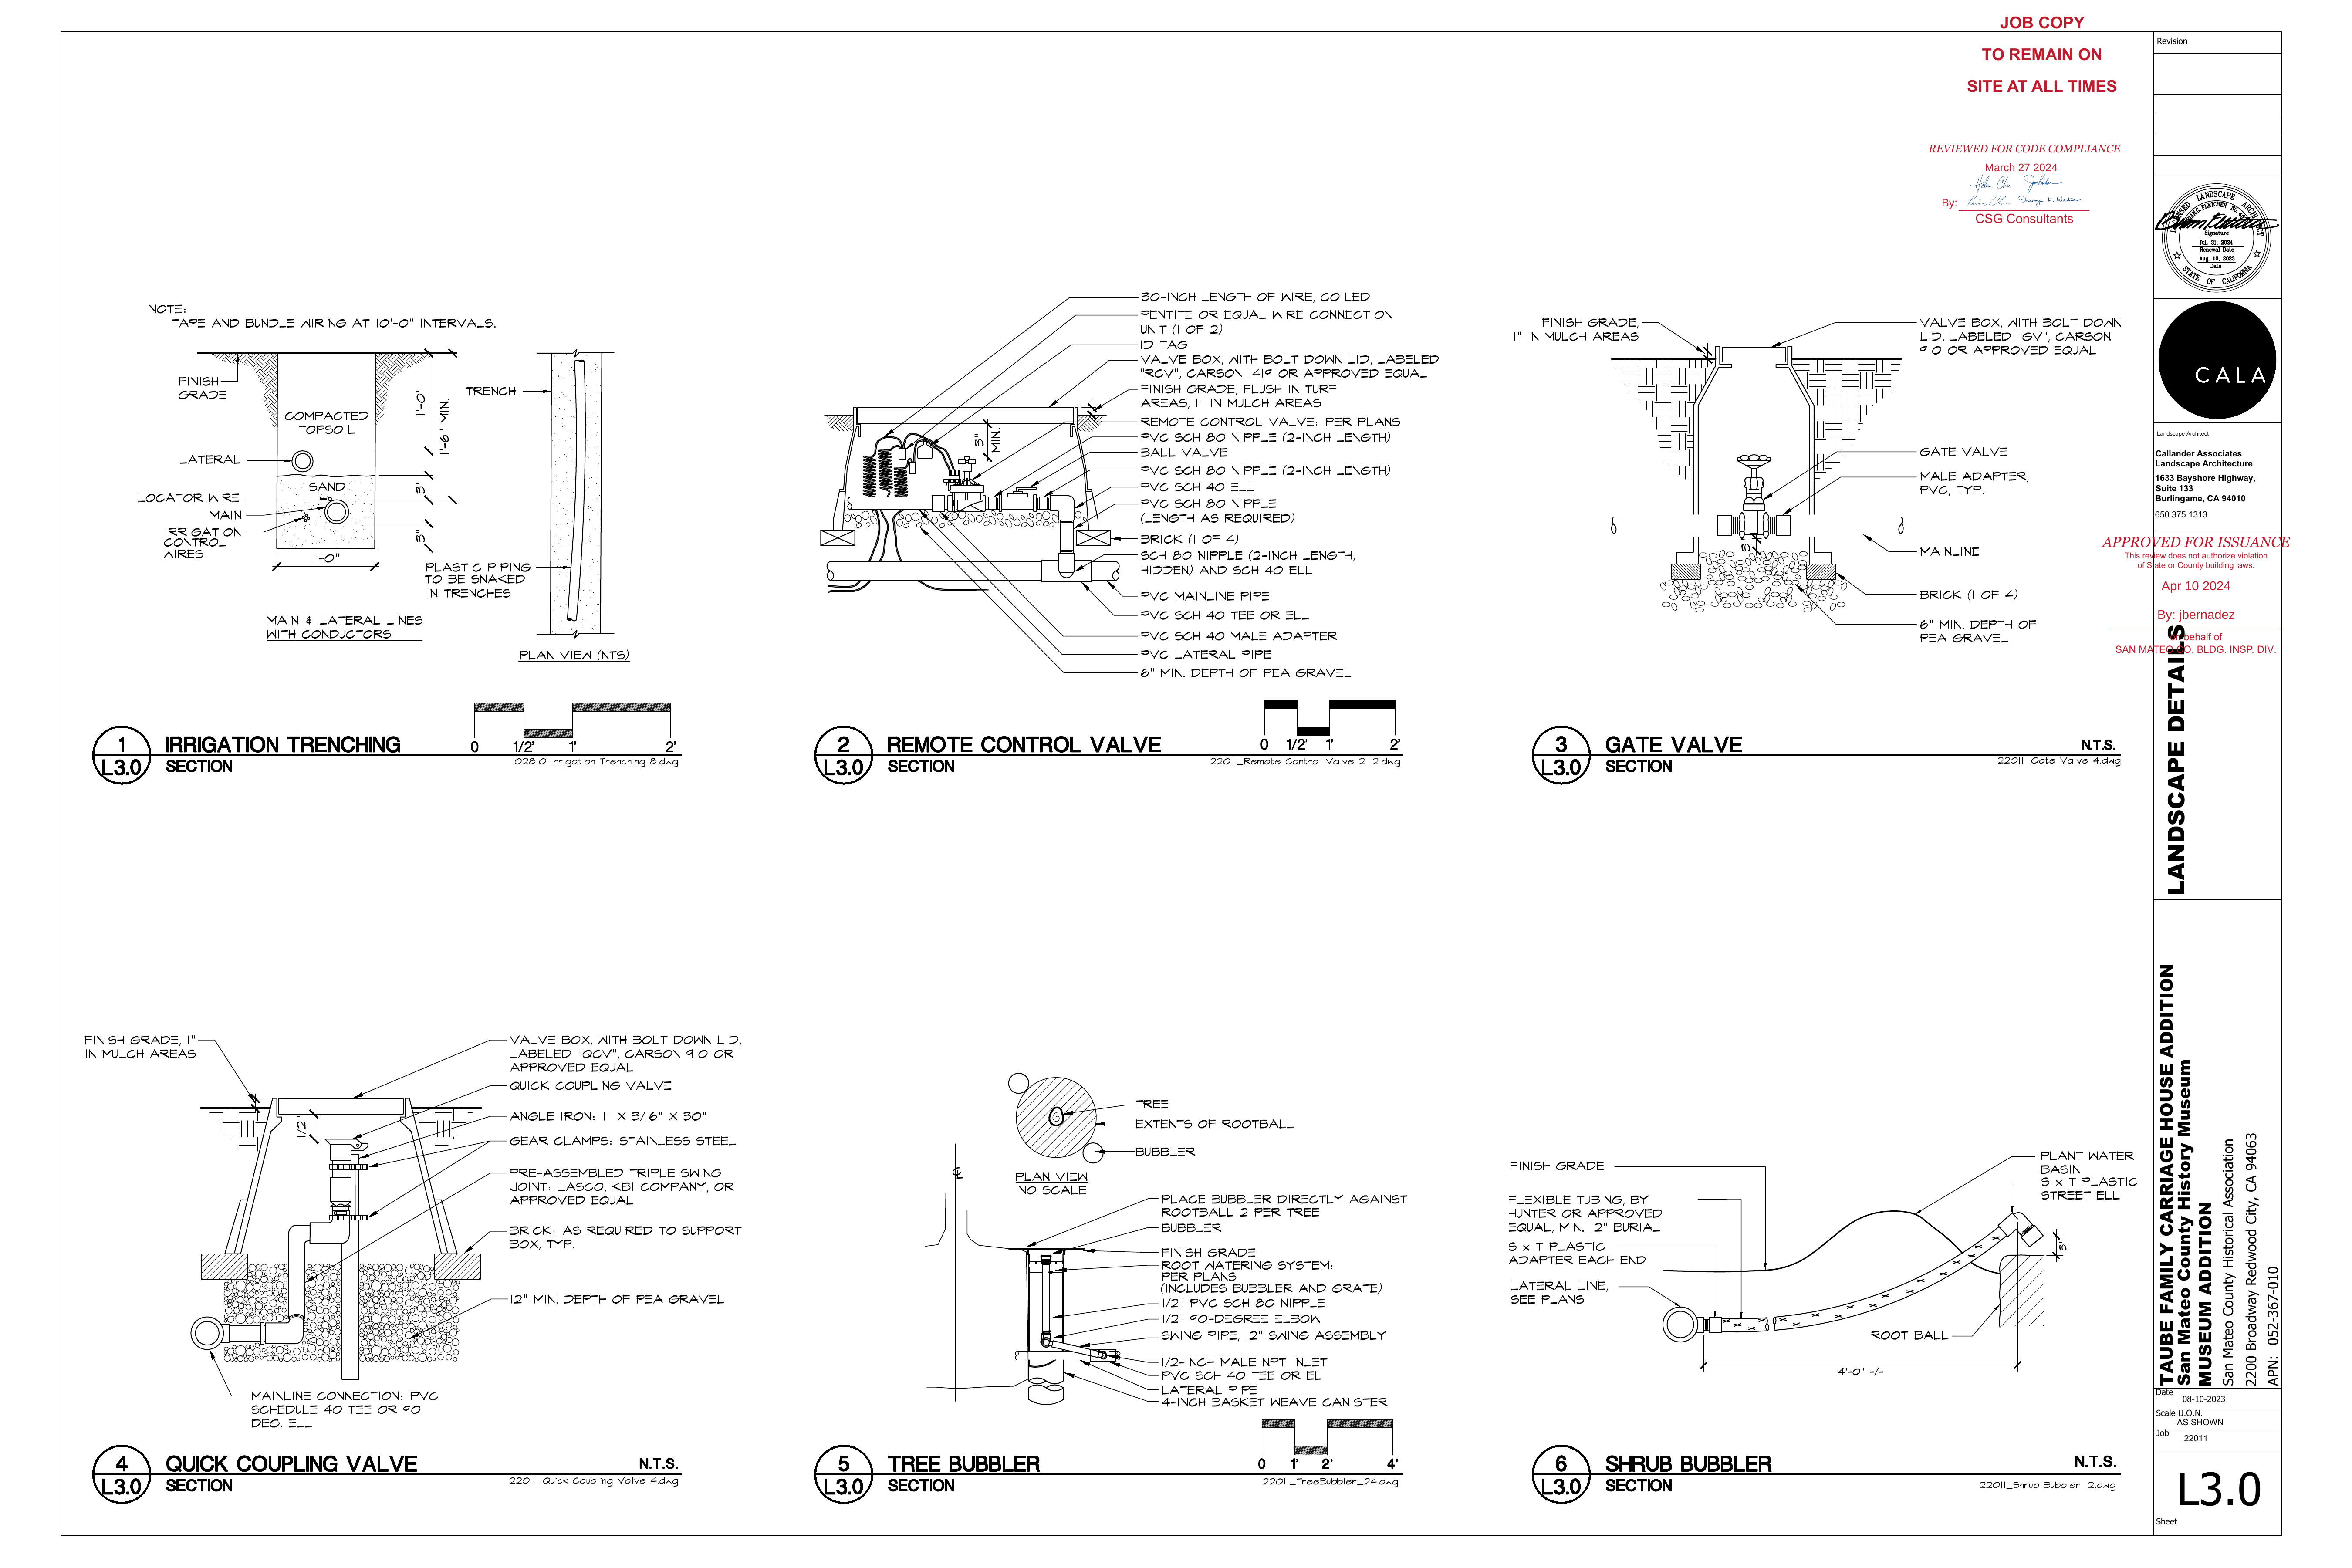 JOB COPY
TO REMAIN ON
SITE AT ALL TIMES
REVIEWED FOR CODE COMPLIANCE
March 27 2024
By:
CSG Consultants
NOTE:
TAPE AND BUNDLE WIRING AT 10'-0" INTERVALS.
FINISH
GRADE
COMPACTED
TOPSOIL
LATERAL
SAND
LOCATOR WIRE
MAIN
IRRIGATION
CONTROL
WIRES
1'-0"
1'-0"
1'-6" MIN.
3"
3"
TRENCH
PLASTIC PIPING
TO BE SNAKED
IN TRENCHES
MAIN & LATERAL LINES
WITH CONDUCTORS
PLAN VIEW (NTS)
0 1/2' 1' 2'
1
L3.0
IRRIGATION TRENCHING
SECTION
02810 Irrigation Trenching 8.dwg
30-INCH LENGTH OF WIRE, COILED
PENTITE OR EQUAL WIRE CONNECTION
UNIT (1 OF 2)
ID TAG
VALVE BOX, WITH BOLT DOWN LID, LABELED
"RCV", CARSON 1419 OR APPROVED EQUAL
FINISH GRADE, FLUSH IN TURF
AREAS, 1" IN MULCH AREAS
REMOTE CONTROL VALVE: PER PLANS
PVC SCH 80 NIPPLE (2-INCH LENGTH)
BALL VALVE
PVC SCH 80 NIPPLE (2-INCH LENGTH)
PVC SCH 40 ELL
PVC SCH 80 NIPPLE
(LENGTH AS REQUIRED)
BRICK (1 OF 4)
SCH 80 NIPPLE (2-INCH LENGTH,
HIDDEN) AND SCH 40 ELL
PVC MAINLINE PIPE
PVC SCH 40 TEE OR ELL
PVC SCH 40 MALE ADAPTER
PVC LATERAL PIPE
6" MIN. DEPTH OF PEA GRAVEL
3"
MIN.
0 1/2' 1' 2'
2
L3.0
REMOTE CONTROL VALVE
SECTION
22011_Remote Control Valve 2 12.dwg
FINISH GRADE,
1" IN MULCH AREAS
VALVE BOX, WITH BOLT DOWN
LID, LABELED "GV", CARSON
910 OR APPROVED EQUAL
GATE VALVE
MALE ADAPTER,
PVC, TYP.
MAINLINE
3"
BRICK (1 OF 4)
6" MIN. DEPTH OF
PEA GRAVEL
3
L3.0
GATE VALVE
SECTION
N.T.S.
22011_Gate Valve 4.dwg
FINISH GRADE, 1"
IN MULCH AREAS
1/2"
VALVE BOX, WITH BOLT DOWN LID,
LABELED "QCV", CARSON 910 OR
APPROVED EQUAL
QUICK COUPLING VALVE
ANGLE IRON: 1" X 3/16" X 30"
GEAR CLAMPS: STAINLESS STEEL
PRE-ASSEMBLED TRIPLE SWING
JOINT: LASCO, KBI COMPANY, OR
APPROVED EQUAL
BRICK: AS REQUIRED TO SUPPORT
BOX, TYP.
12" MIN. DEPTH OF PEA GRAVEL
MAINLINE CONNECTION: PVC
SCHEDULE 40 TEE OR 90
DEG. ELL
4
L3.0
QUICK COUPLING VALVE
SECTION
N.T.S.
22011_Quick Coupling Valve 4.dwg
TREE
EXTENTS OF ROOTBALL
BUBBLER
PLAN VIEW
NO SCALE
PLACE BUBBLER DIRECTLY AGAINST
ROOTBALL 2 PER TREE
BUBBLER
FINISH GRADE
ROOT WATERING SYSTEM:
PER PLANS
(INCLUDES BUBBLER AND GRATE)
1/2" PVC SCH 80 NIPPLE
1/2" 90-DEGREE ELBOW
SWING PIPE, 12" SWING ASSEMBLY
1/2-INCH MALE NPT INLET
PVC SCH 40 TEE OR EL
LATERAL PIPE
4-INCH BASKET WEAVE CANISTER
0 1' 2' 4'
5
L3.0
TREE BUBBLER
SECTION
22011_TreeBubbler_24.dwg
FINISH GRADE
FLEXIBLE TUBING, BY
HUNTER OR APPROVED
EQUAL, MIN. 12" BURIAL
S x T PLASTIC
ADAPTER EACH END
LATERAL LINE,
SEE PLANS
PLANT WATER
BASIN
S x T PLASTIC
STREET ELL
3"
ROOT BALL
4'-0" +/-
6
L3.0
SHRUB BUBBLER
SECTION
N.T.S.
22011_Shrub Bubbler 12.dwg
Revision
LICENSED LANDSCAPE ARCHITECT
Signature
Jul. 31, 2024
Renewal Date
Aug. 10, 2023
Date
STATE OF CALIFORNIA
CALA
Landscape Architect
Callander Associates
Landscape Architecture
1633 Bayshore Highway,
Suite 133
Burlingame, CA 94010
650.375.1313
APPROVED FOR ISSUANCE
This review does not authorize violation
of State or County building laws.
Apr 10 2024
By: jbernadez
On behalf of
SAN MATEO CO. BLDG. INSP. DIV.
LANDSCAPE DETAILS
TAUBE FAMILY CARRIAGE HOUSE ADDITION
San Mateo County History Museum
MUSEUM ADDITION
San Mateo County Historical Association
2200 Broadway Redwood City, CA 94063
APN: 052-367-010
Date
08-10-2023
Scale U.O.N.
AS SHOWN
Job
22011
L3.0
Sheet